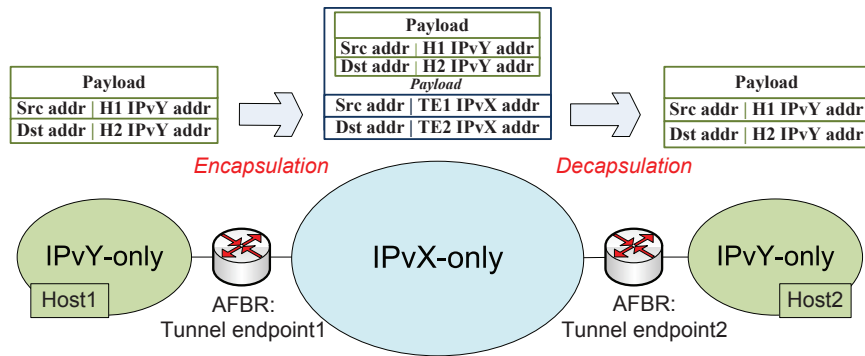 Payload
Src addr | H1 IPvY addr
Dst addr | H2 IPvY addr
Payload
Src addr | H1 IPvY addr
Dst addr | H2 IPvY addr
Payload
Src addr | TE1 IPvX addr
Dst addr | TE2 IPvX addr
Payload
Src addr | H1 IPvY addr
Dst addr | H2 IPvY addr
Encapsulation
Decapsulation
IPvY-only
Host1
AFBR:
Tunnel endpoint1
IPvX-only
AFBR:
Tunnel endpoint2
IPvY-only
Host2